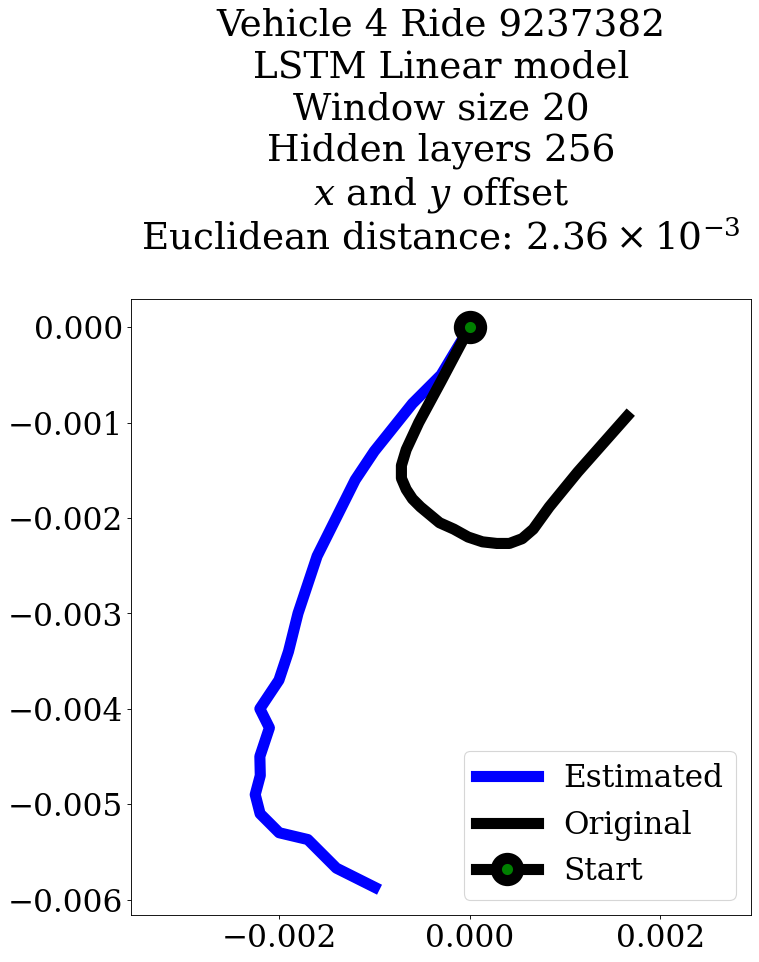 Vehicle 4 Ride 9237382
LSTM Linear model
Window size 20
Hidden layers 256
x and y offset
Euclidean distance: 2.36 × 10⁻³
0.000
−0.001
−0.002
−0.003
−0.004
−0.005
−0.006
Estimated
Original
Start
−0.002
0.000
0.002